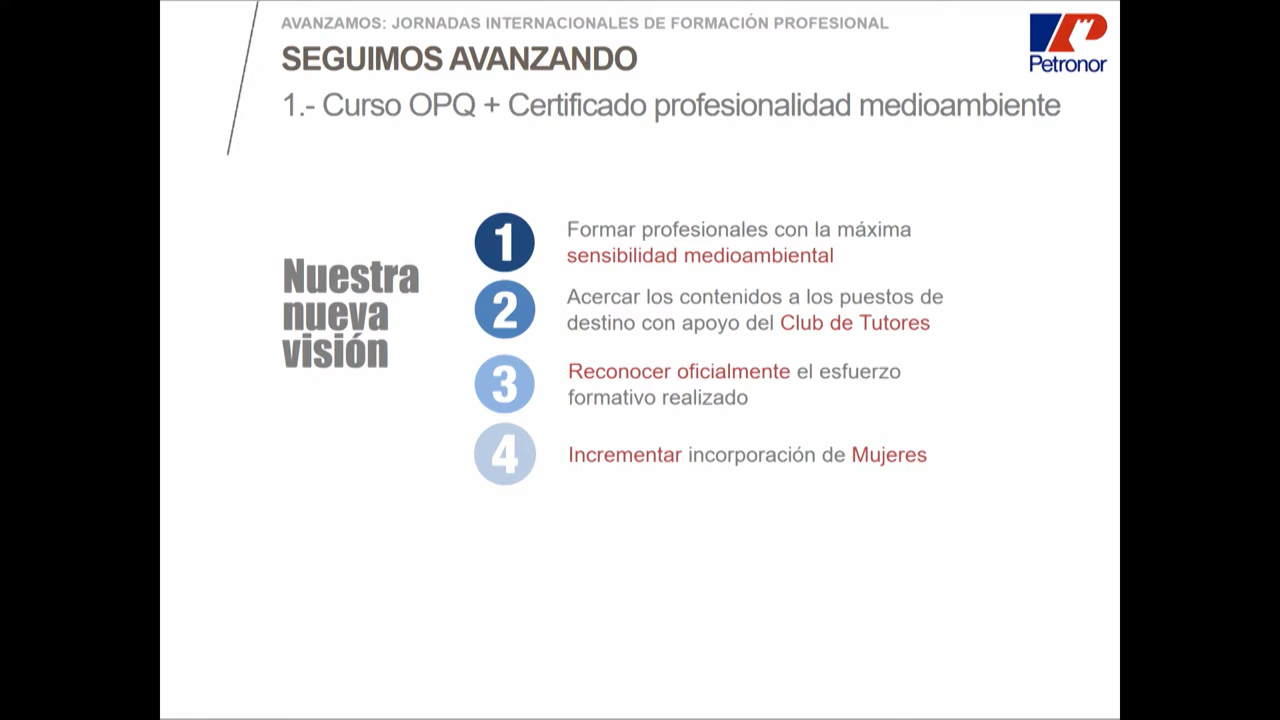 AVANZAMOS: JORNADAS INTERNACIONALES DE FORMACIÓN PROFESIONAL
SEGUIMOS AVANZANDO
Petronor
1.- Curso OPQ + Certificado profesionalidad medioambiente
Nuestra
nueva
visión
1
Formar profesionales con la máxima
sensibilidad medioambiental
2
Acercar los contenidos a los puestos de
destino con apoyo del Club de Tutores
3
Reconocer oficialmente el esfuerzo
formativo realizado
4
Incrementar incorporación de Mujeres